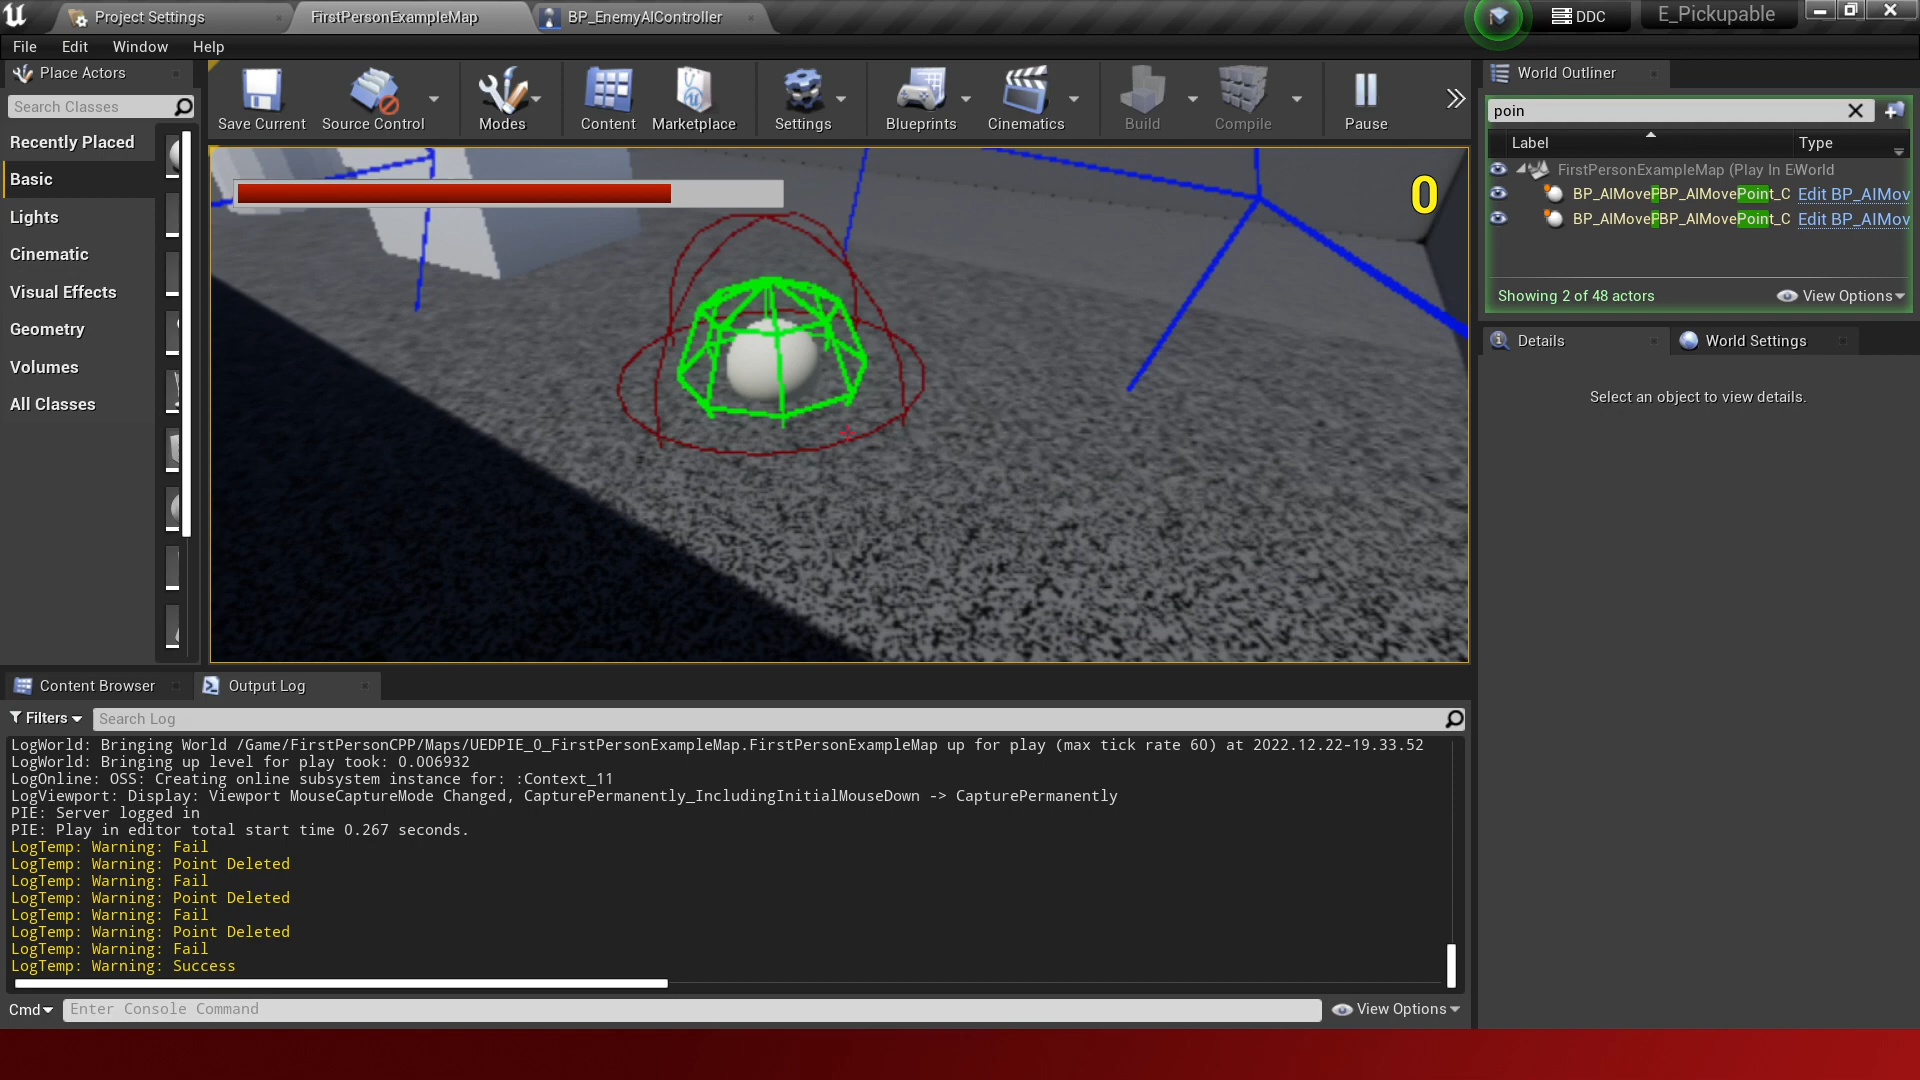 Project Settings
FirstPersonExampleMap
BP_EnemyAIController
DDC
E_Pickupable
File Edit Window Help
Place Actors
Search Classes
Recently Placed
Basic
Lights
Cinematic
Visual Effects
Geometry
Volumes
All Classes
Save Current
Source Control
Modes
Content
Marketplace
Settings
Blueprints
Cinematics
Build
Compile
Pause
0
World Outliner
poin
Label Type
FirstPersonExampleMap (Play In E World
BP_AIMoveP BP_AIMovePoint_C Edit BP_AIMov
BP_AIMoveP BP_AIMovePoint_C Edit BP_AIMov
Showing 2 of 48 actors
View Options
Details
World Settings
Select an object to view details.
Content Browser
Output Log
Filters
Search Log
LogWorld: Bringing World /Game/FirstPersonCPP/Maps/UEDPIE_0_FirstPersonExampleMap.FirstPersonExampleMap up for play (max tick rate 60) at 2022.12.22-19.33.52
LogWorld: Bringing up level for play took: 0.006932
LogOnline: OSS: Creating online subsystem instance for: :Context_11
LogViewport: Display: Viewport MouseCaptureMode Changed, CapturePermanently_IncludingInitialMouseDown -> CapturePermanently
PIE: Server logged in
PIE: Play in editor total start time 0.267 seconds.
LogTemp: Warning: Fail
LogTemp: Warning: Point Deleted
LogTemp: Warning: Fail
LogTemp: Warning: Point Deleted
LogTemp: Warning: Fail
LogTemp: Warning: Point Deleted
LogTemp: Warning: Fail
LogTemp: Warning: Success
Cmd
Enter Console Command
View Options